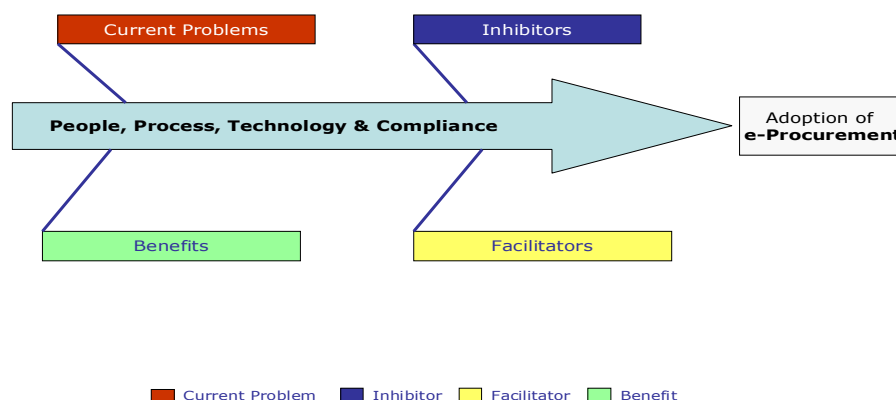 Current Problems
Inhibitors
People, Process, Technology & Compliance
Adoption of
e-Procurement
Benefits
Facilitators
Current Problem
Inhibitor
Facilitator
Benefit